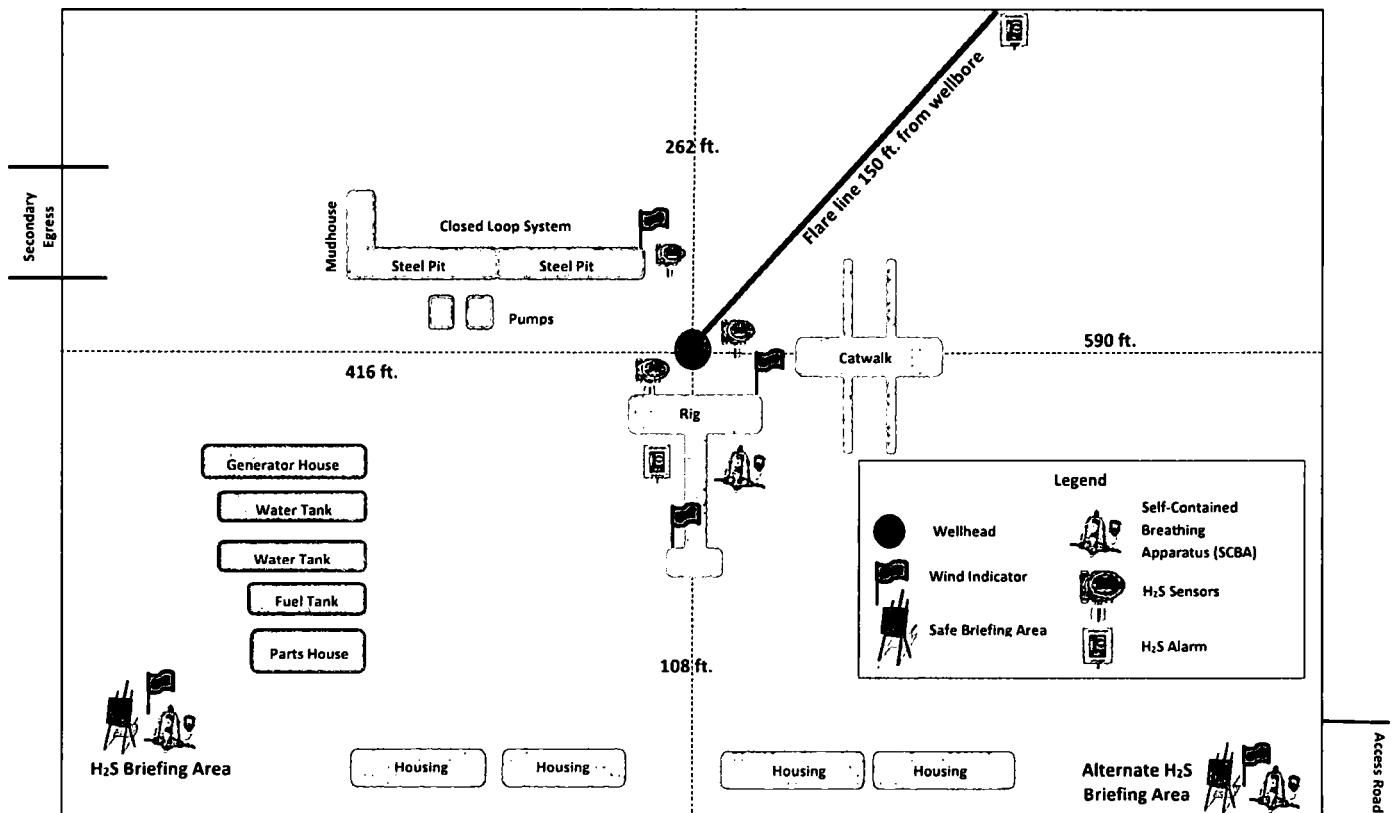 262 ft.
Flare line 150 ft. from wellbore
Secondary
Egress
Mudhouse
Closed Loop System
Steel Pit
Steel Pit
Pumps
590 ft.
416 ft.
Catwalk
Rig
Generator House
Water Tank
Water Tank
Fuel Tank
Parts House
108 ft.
Legend
Wellhead
Wind Indicator
Safe Briefing Area
Self-Contained
Breathing
Apparatus (SCBA)
H₂S Sensors
H₂S Alarm
H₂S Briefing Area
Housing
Housing
Housing
Housing
Alternate H₂S
Briefing Area
Access Road